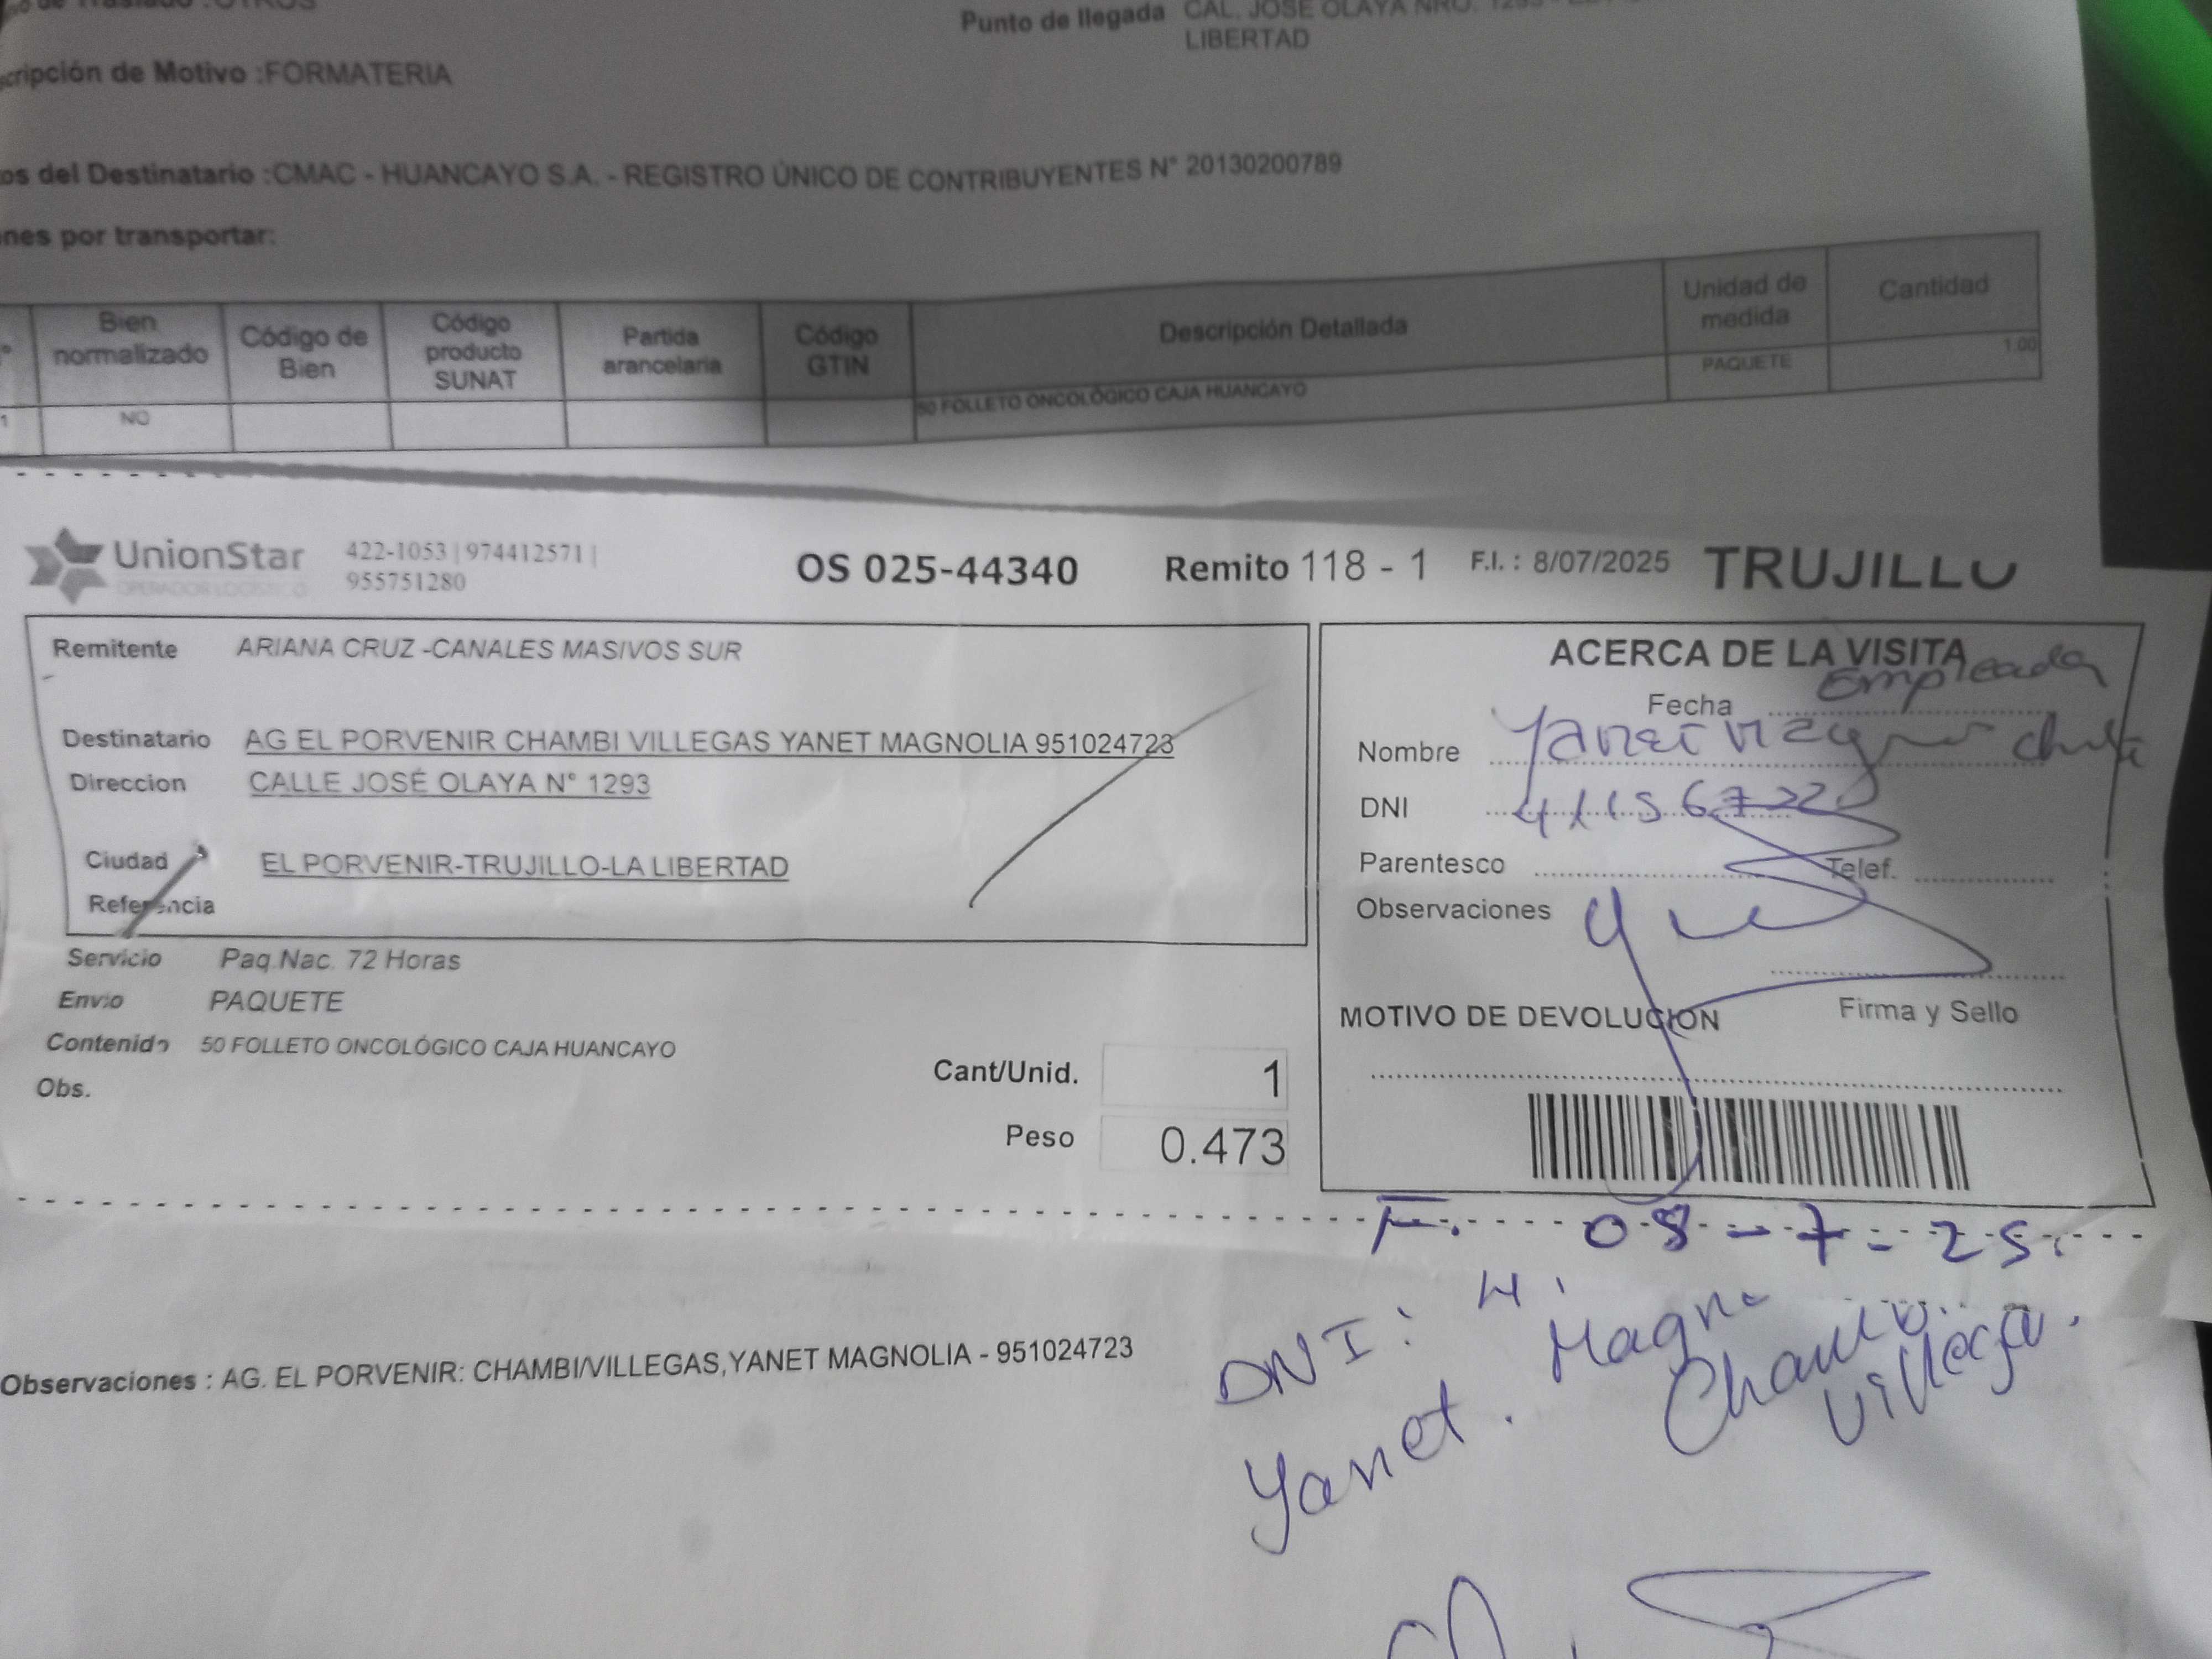 Punto de llegada CAL. JOSE OLAYA NRO. 1293 -
LIBERTAD
cripción de Motivo :FORMATERIA
os del Destinatario :CMAC - HUANCAYO S.A. - REGISTRO ÚNICO DE CONTRIBUYENTES N° 20130200789
nes por transportar:
Bien normalizado Código de Bien Código producto SUNAT Partida arancelaria Código GTIN Descripción Detallada Unidad de medida Cantidad
1 NO 50 FOLLETO ONCOLÓGICO CAJA HUANCAYO PAQUETE 1.00
UnionStar 422-1053 | 974412571 | OS 025-44340 Remito 118 - 1 F.I. : 8/07/2025 TRUJILLO
OPERADOR LOGISTICO 955751280
Remitente ARIANA CRUZ -CANALES MASIVOS SUR
Destinatario AG EL PORVENIR CHAMBI VILLEGAS YANET MAGNOLIA 951024723
Direccion CALLE JOSÉ OLAYA N° 1293
Ciudad EL PORVENIR-TRUJILLO-LA LIBERTAD
Referencia
Servicio Paq.Nac. 72 Horas
Envio PAQUETE
Contenido 50 FOLLETO ONCOLÓGICO CAJA HUANCAYO
Obs.
Cant/Unid. 1
Peso 0.473
ACERCA DE LA VISITA
Empleada
Fecha
Nombre Yanet
DNI
Parentesco Telef.
Observaciones
Firma y Sello
MOTIVO DE DEVOLUCION
F. 08-7-25.
DNI: 4
Yanet. Magn
Villega.
Observaciones : AG. EL PORVENIR: CHAMBI/VILLEGAS,YANET MAGNOLIA - 951024723